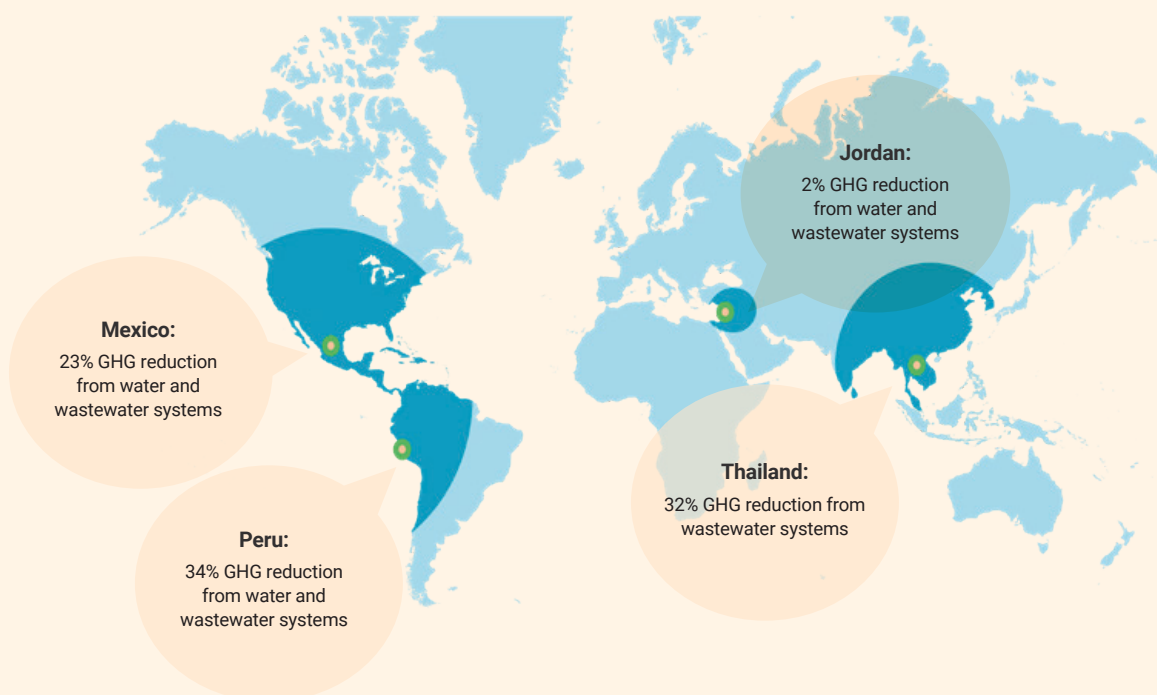 Jordan:
2% GHG reduction
from water and
wastewater systems
Mexico:
23% GHG reduction
from water and
wastewater systems
Thailand:
32% GHG reduction from
wastewater systems
Peru:
34% GHG reduction
from water and
wastewater systems